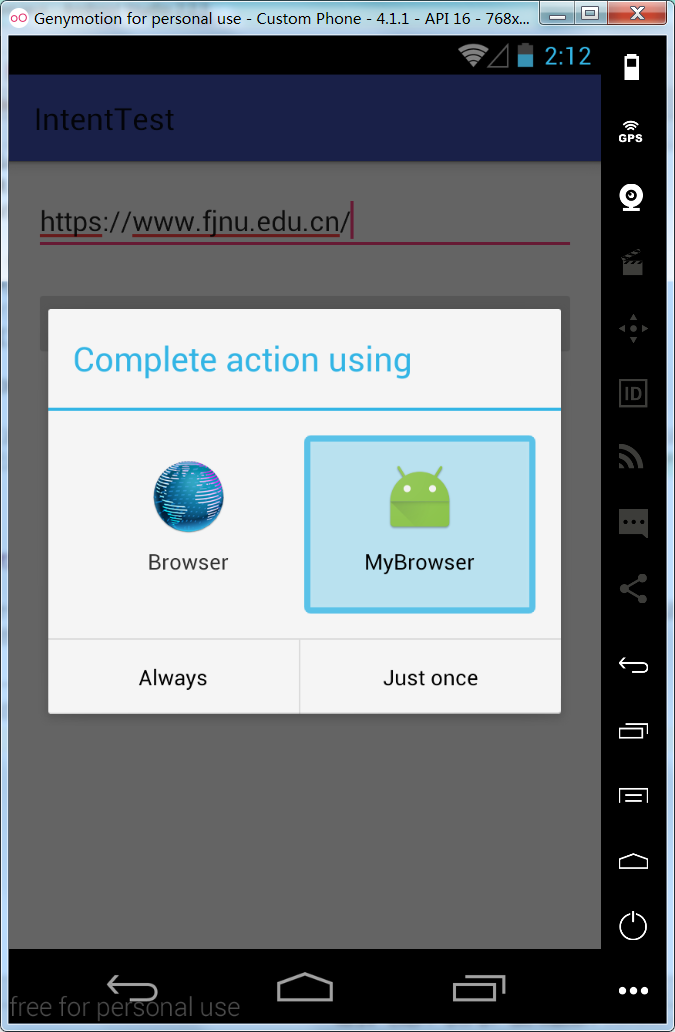 Genymotion for personal use - Custom Phone - 4.1.1 - API 16 - 768x...
2:12
IntentTest
GPS
https://www.fjnu.edu.cn/
Complete action using
ID
Browser
MyBrowser
Always
Just once
free for personal use